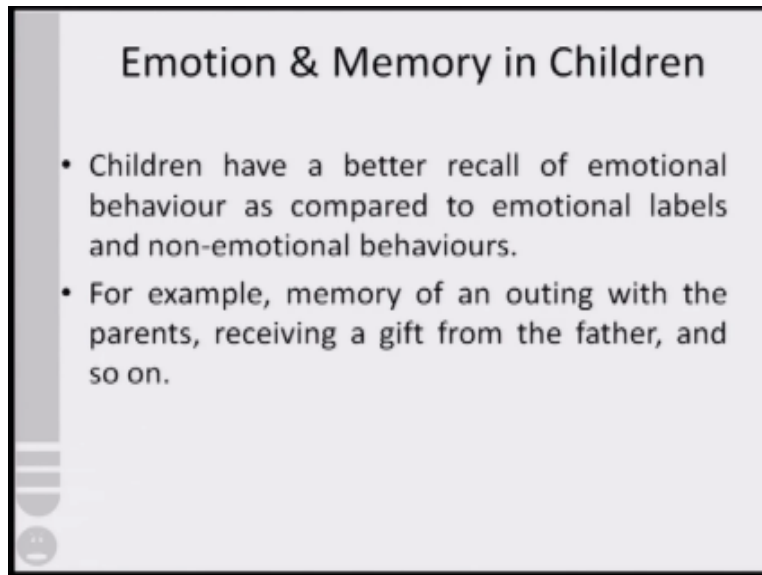 Emotion & Memory in Children
• Children have a better recall of emotional
behaviour as compared to emotional labels
and non-emotional behaviours.
• For example, memory of an outing with the
parents, receiving a gift from the father, and
so on.